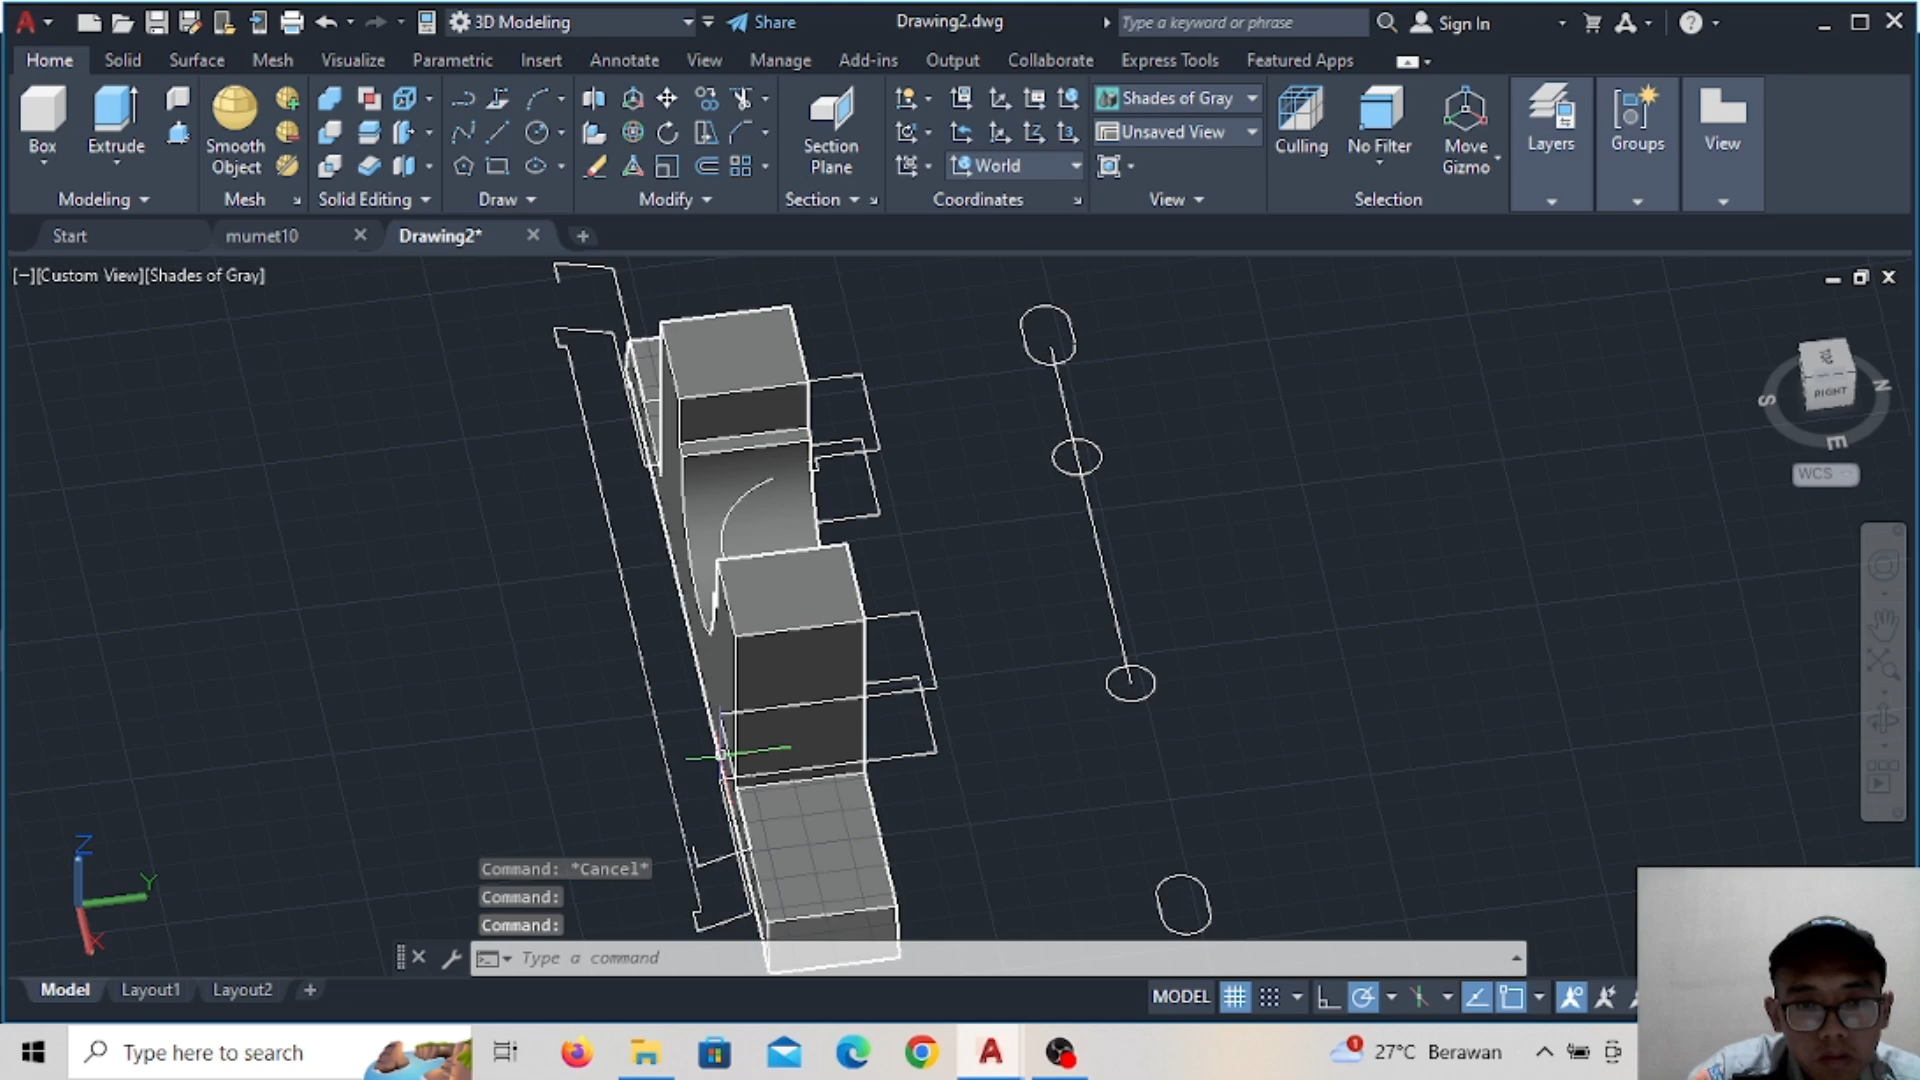 3D Modeling
Share
Drawing2.dwg
Type a keyword or phrase
Sign In
Home
Solid
Surface
Mesh
Visualize
Parametric
Insert
Annotate
View
Manage
Add-ins
Output
Collaborate
Express Tools
Featured Apps
Box
Extrude
Smooth
Object
Section
Plane
World
Shades of Gray
Unsaved View
Culling
No Filter
Move
Gizmo
Layers
Groups
View
Modeling
Mesh
Solid Editing
Draw
Modify
Section
Coordinates
View
Selection
Start
mumet10
Drawing2*
[−][Custom View][Shades of Gray]
RIGHT
S
N
E
WCS
Z
Y
X
Command: *Cancel*
Command:
Command:
Type a command
Model
Layout1
Layout2
MODEL
Type here to search
1
27°C Berawan